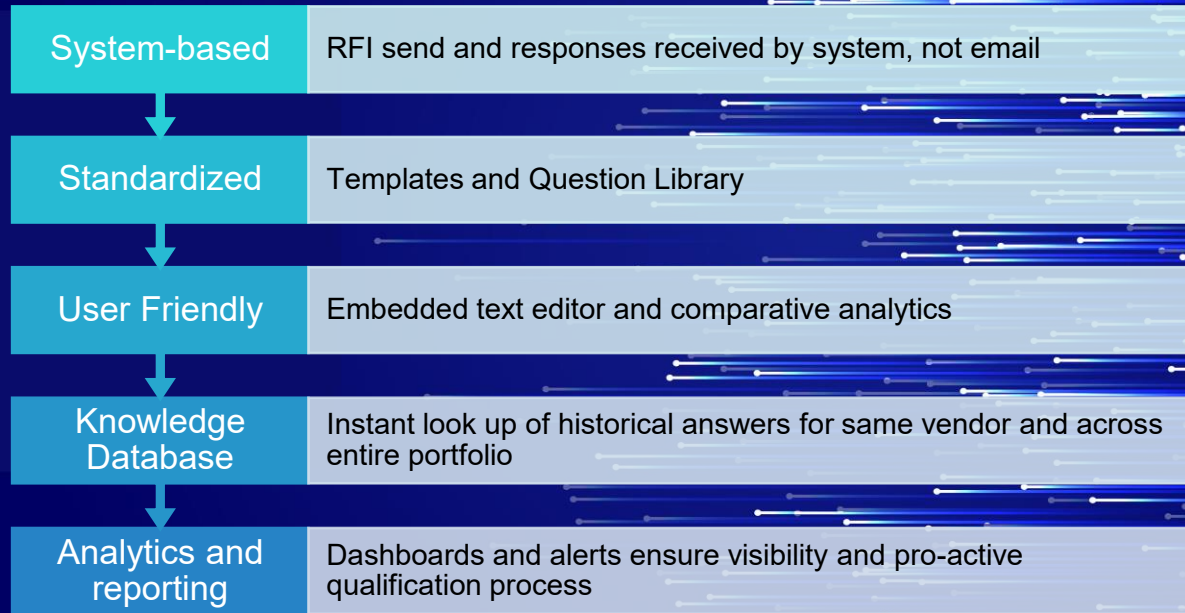 System-based
RFI send and responses received by system, not email
Standardized
Templates and Question Library
User Friendly
Embedded text editor and comparative analytics
Knowledge
Database
Instant look up of historical answers for same vendor and across
entire portfolio
Analytics and
reporting
Dashboards and alerts ensure visibility and pro-active
qualification process